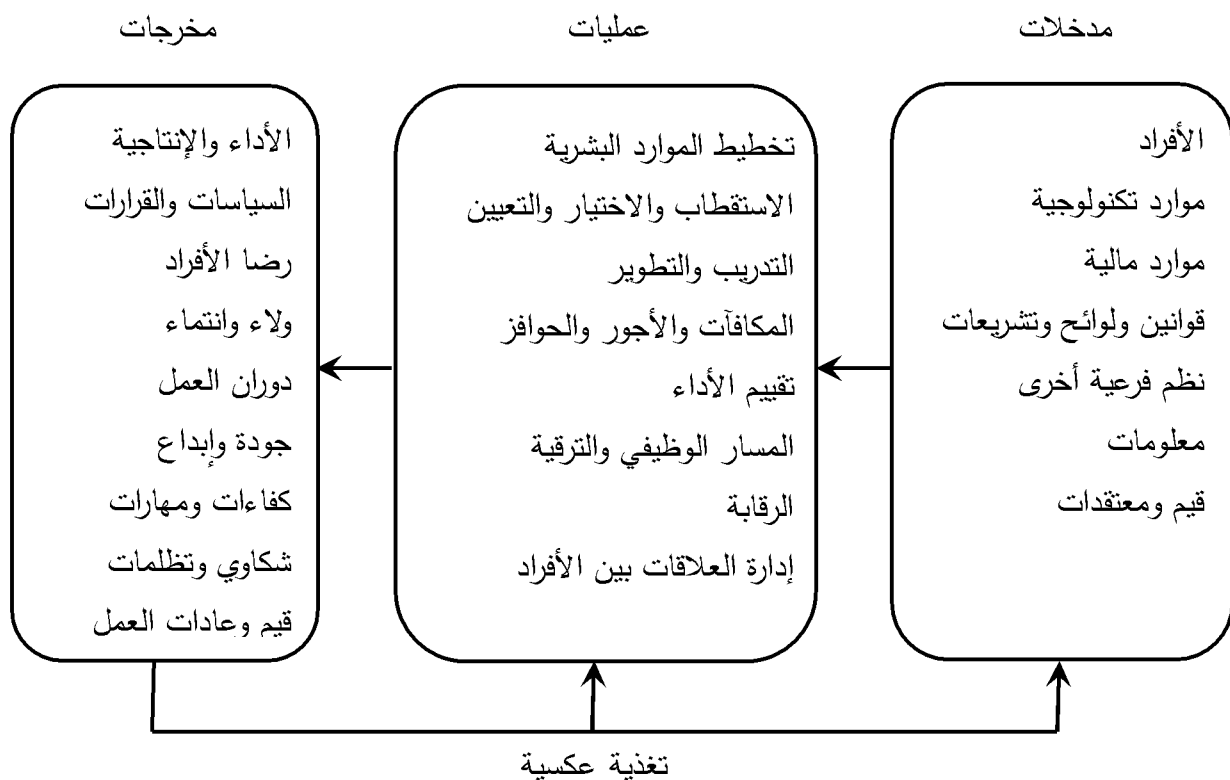 مدخلات
الأفراد
موارد تكنولوجية
موارد مالية
قوانين ولوائح وتشريعات
نظم فرعية أخرى
معلومات
قيم ومعتقدات
عمليات
تخطيط الموارد البشرية
الاستقطاب والاختيار والتعيين
التدريب والتطوير
المكافآت والأجور والحوافز
تقييم الأداء
المسار الوظيفي والترقية
الرقابة
إدارة العلاقات بين الأفراد
مخرجات
الأداء والإنتاجية
السياسات والقرارات
رضا الأفراد
ولاء وانتماء
دوران العمل
جودة وإبداع
كفاءات ومهارات
شكاوي وتظلمات
قيم وعادات العمل
تغذية عكسية